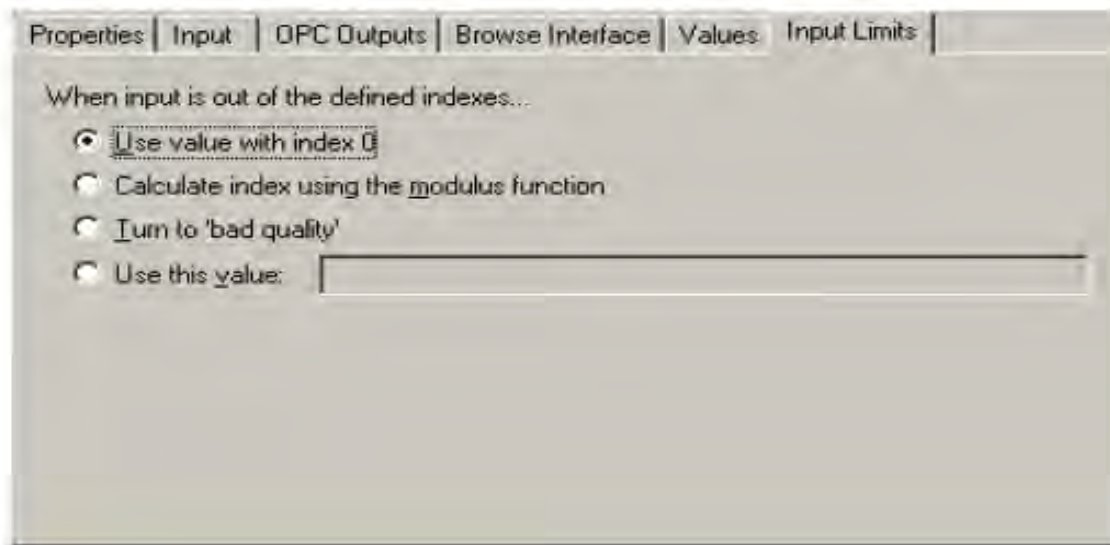 Properties Input OPC Outputs Browse Interface Values Input Limits
When input is out of the defined indexes...
Use value with index 0
Calculate index using the modulus function
Turn to 'bad quality'
Use this value: